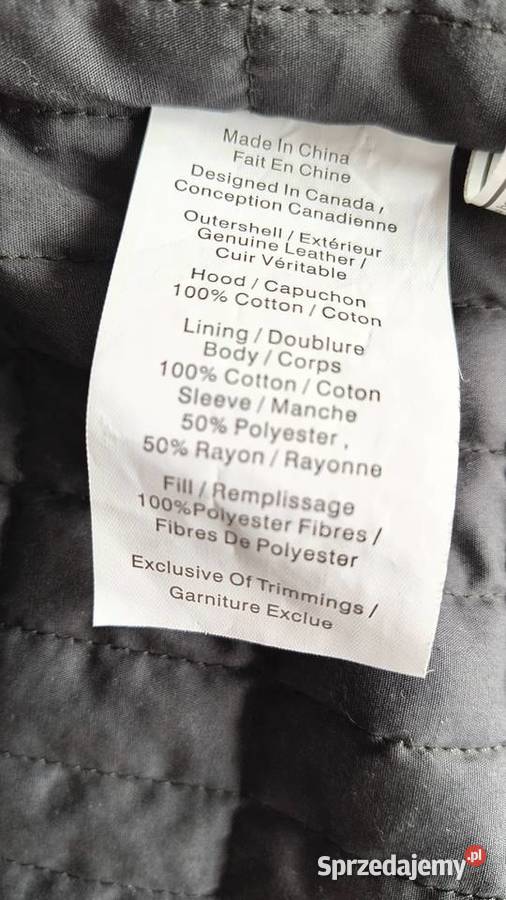 Made In China
Fait En Chine
Designed In Canada,
Conception Canadienne
Outershell / Extérieur
Genuine Leather /
Cuir Véritable
Hood / Capuchon
100% Cotton / Coton
Lining / Doublure
Body / Corps
100% Cotton / Coton
Sleeve / Manche
50% Polyester,
50% Rayon / Rayonne
Fill / Remplissage
100%Polyester Fibres /
Fibres De Polyester
Exclusive Of Trimmings /
Garniture Exclue
Sprzedajemy.pl